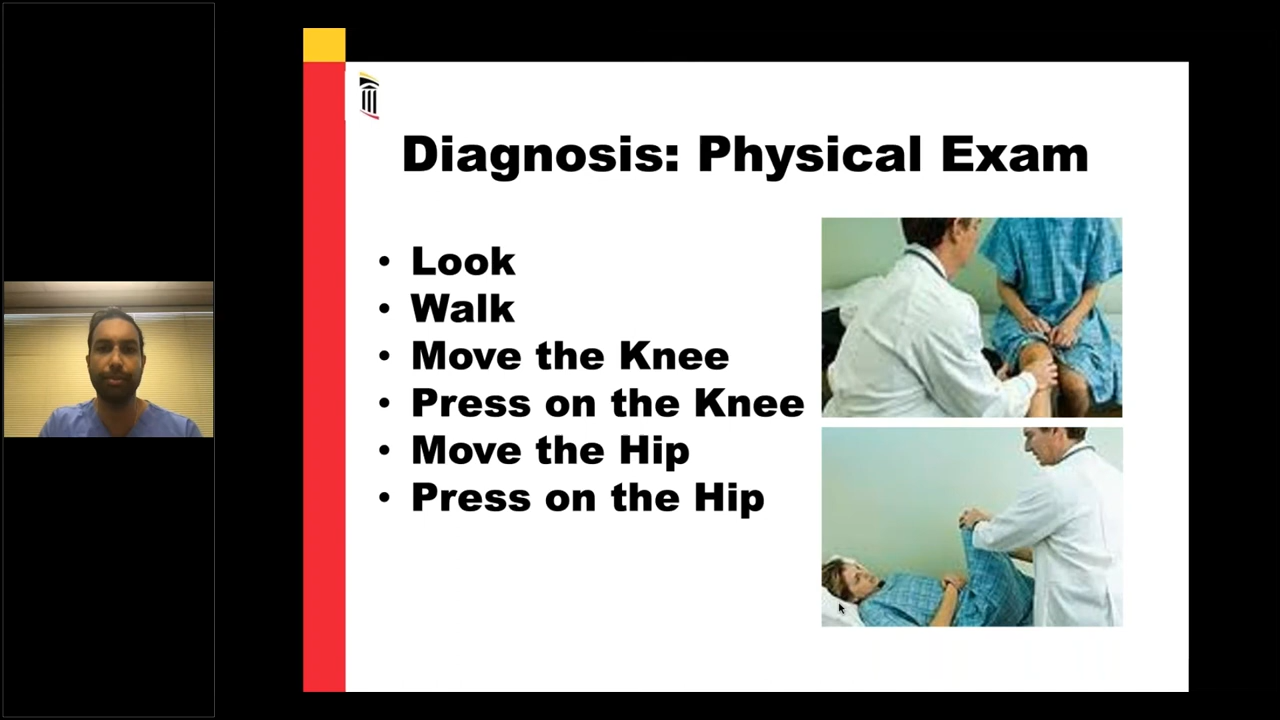 Diagnosis: Physical Exam
• Look
• Walk
• Move the Knee
• Press on the Knee
• Move the Hip
• Press on the Hip